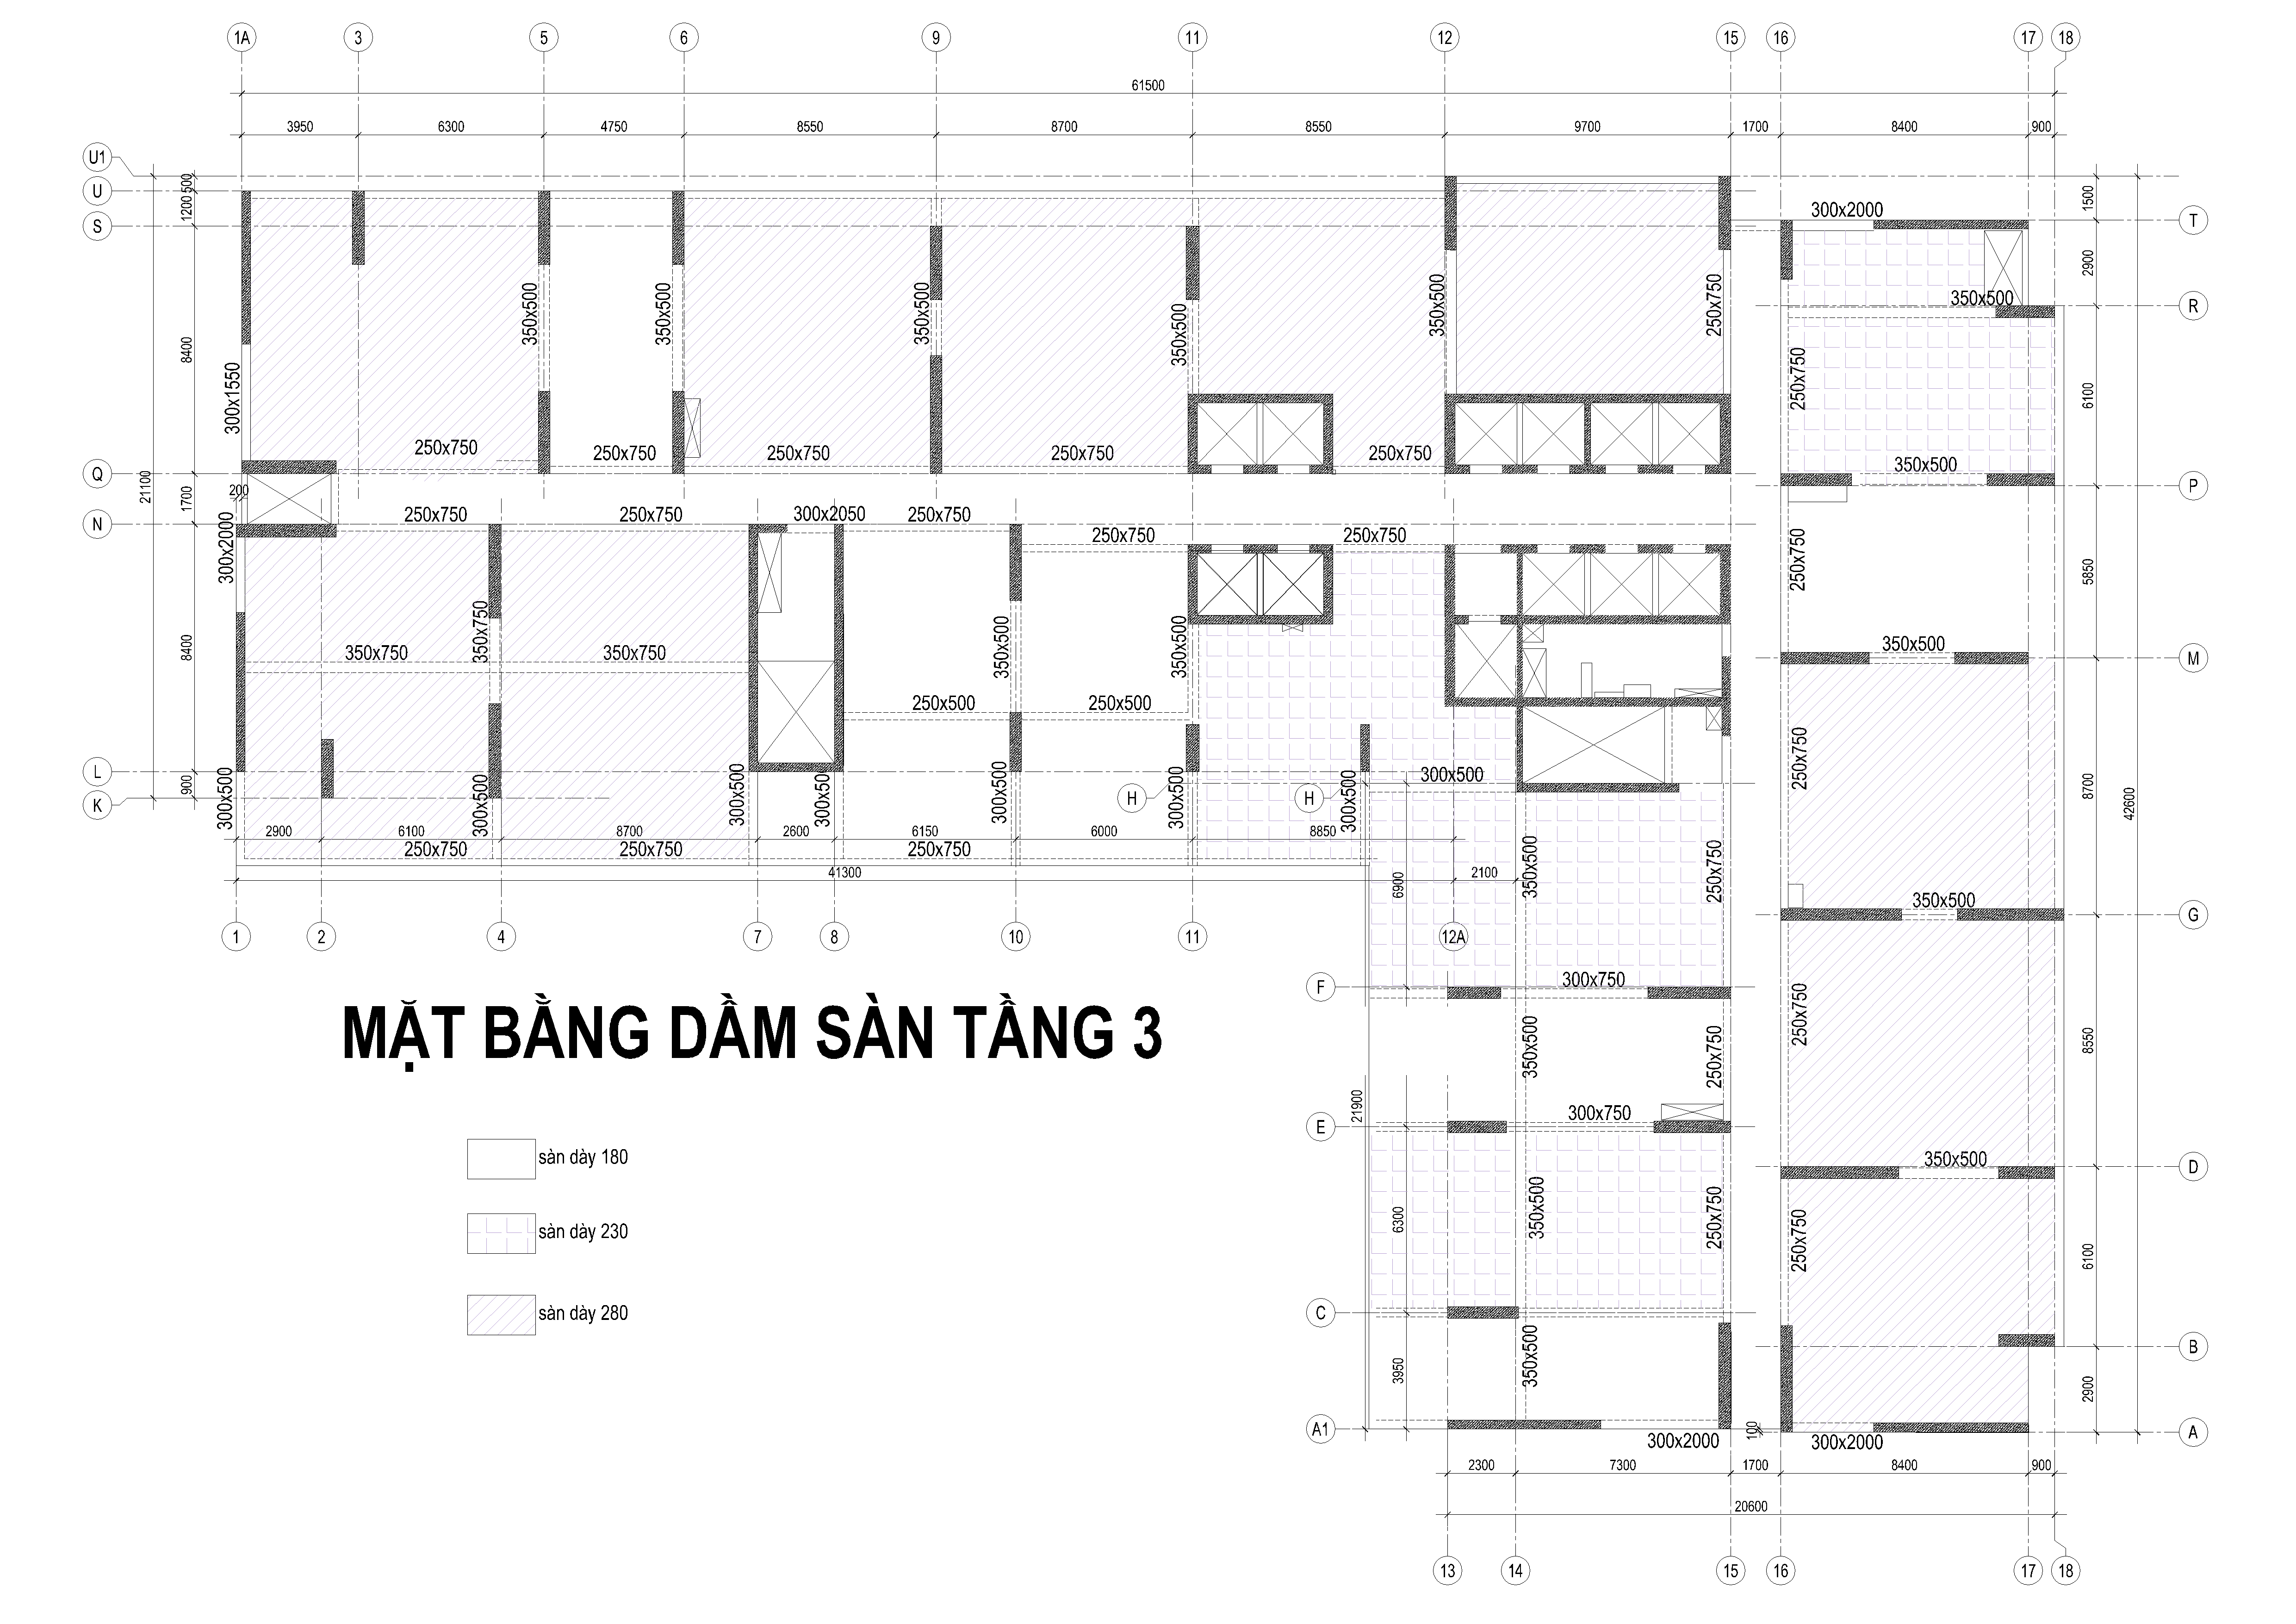 1A 3 5 6 9 11 12 15 16 17 18
61500
3950 6300 4750 8550 8700 8550 9700 1700 8400 900
U1
U
S
Q
N
L
K
500
1200
8400
1700
8400
900
21100
200
T
R
P
M
G
D
B
A
1500
2900
6100
5850
8700
8550
6100
2900
42600
300x2000
350x500
350x500 350x500 350x500 350x500 350x500 250x750
300x1550
250x750
250x750 250x750 250x750 250x750 250x750
350x500
300x2000
250x750 250x750 300x2050 250x750
250x750 250x750
250x750
350x750
350x750 350x750
350x500 350x500
350x500
250x500 250x500
250x750
300x500 300x500 300x500 300x50 300x500 300x500 300x500
H H
300x500
2900 6100 8700 2600 6150 6000 8850
250x750 250x750 250x750
41300
2100
6900
350x500
250x750
350x500
1 2 4 7 8 10 11 12A
F
300x750
MẶT BẰNG DẦM SÀN TẦNG 3
350x500
250x750
250x750
21900
E
300x750
sàn dày 180
350x500
sàn dày 230
6300
350x500
250x750
250x750
sàn dày 280
C
3950
350x500
A1
300x2000
100
300x2000
2300 7300 1700 8400 900
20600
13 14 15 16 17 18